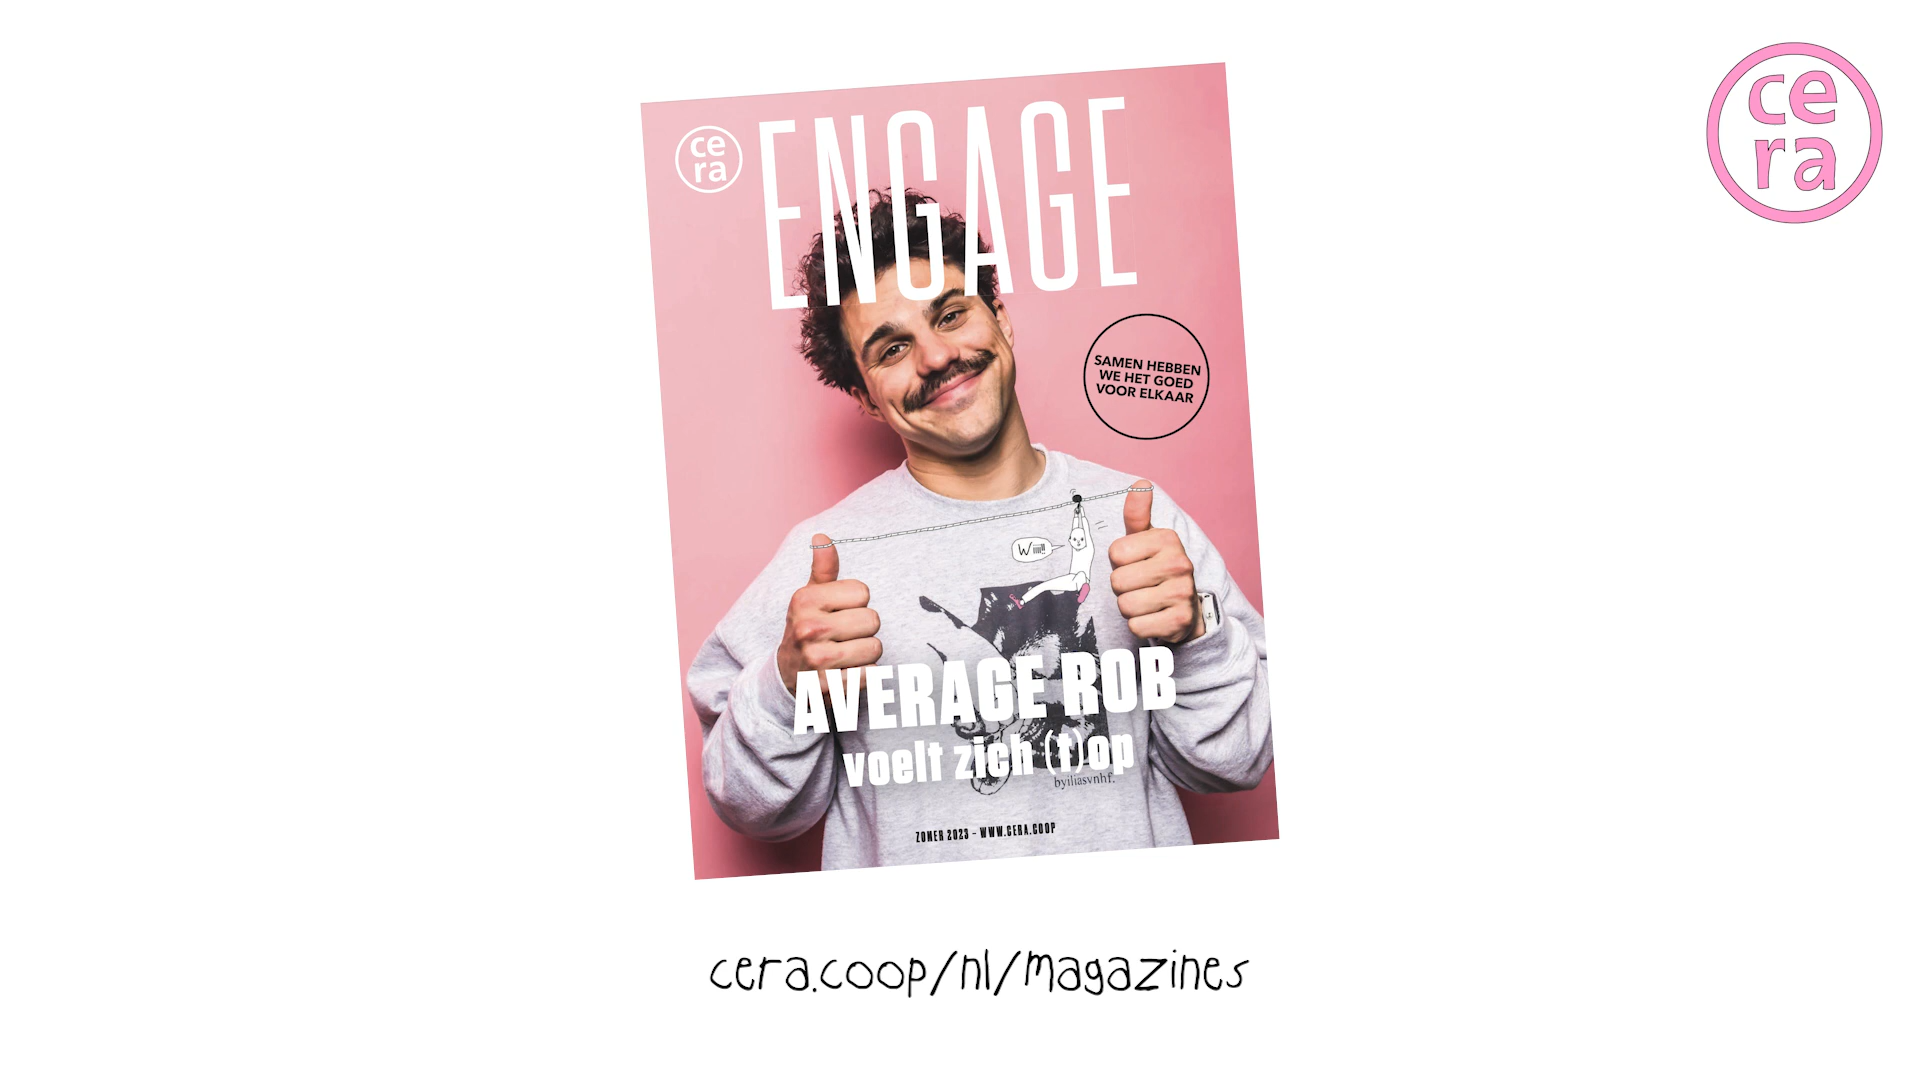 ce
ra
ce
ra
ENGAGE
SAMEN HEBBEN
WE HET GOED
VOOR ELKAAR
Wiiii!!
AVERAGE ROB
voelt zich (t)op
byiliasvnhf.
ZOMER 2023 - WWW.CERA.COOP
cera.coop/nl/magazines